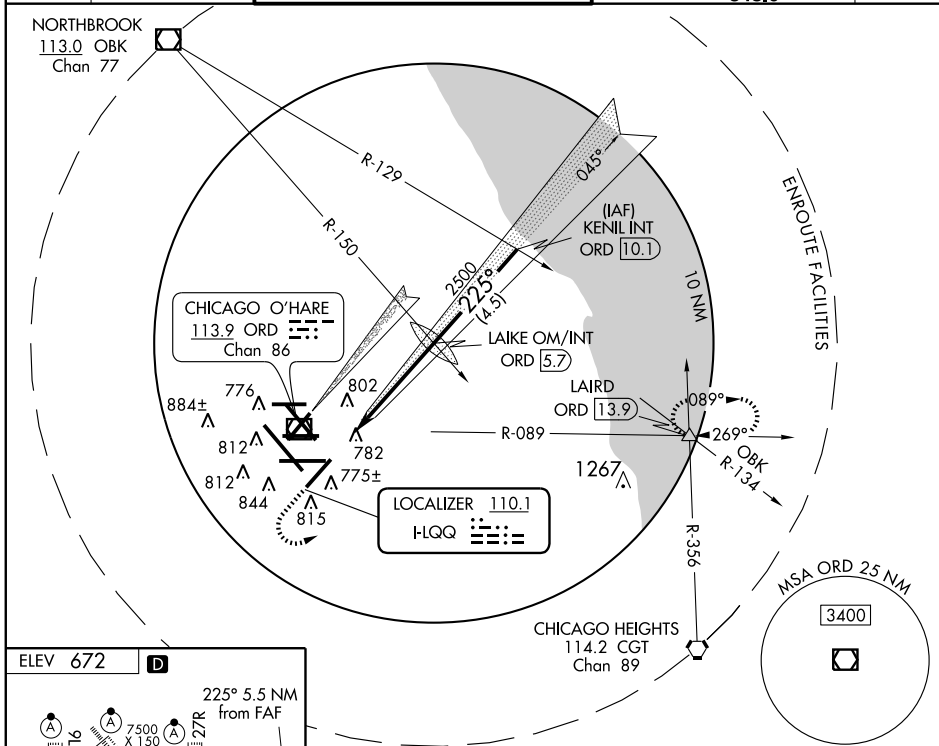 NORTHBROOK
113.0 OBK
Chan 77
R-129
R-150
045°
(IAF)
KENIL INT
ORD 10.1
ENROUTE FACILITIES
2500
225°
(4.5)
10 NM
CHICAGO O'HARE
113.9 ORD
Chan 86
LAIKE OM/INT
ORD 5.7
LAIRD
ORD 13.9
089°
269°
R-089
OBK
R-134
884±
776
802
812
782
812
844
775±
815
1267
LOCALIZER 110.1
I-LQQ
R-356
MSA ORD 25 NM
3400
CHICAGO HEIGHTS
114.2 CGT
Chan 89
ELEV 672 D
225° 5.5 NM
from FAF
A
A
A
7500
X 150
27R